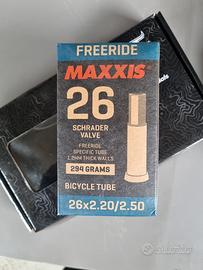 FREERIDE
MAXXIS
26
SCHRADER
VALVE
FREERIDE
SPECIFIC TUBE
1.2MM THICK WALLS
294 GRAMS
BICYCLE TUBE
26x2.20/2.50
subito